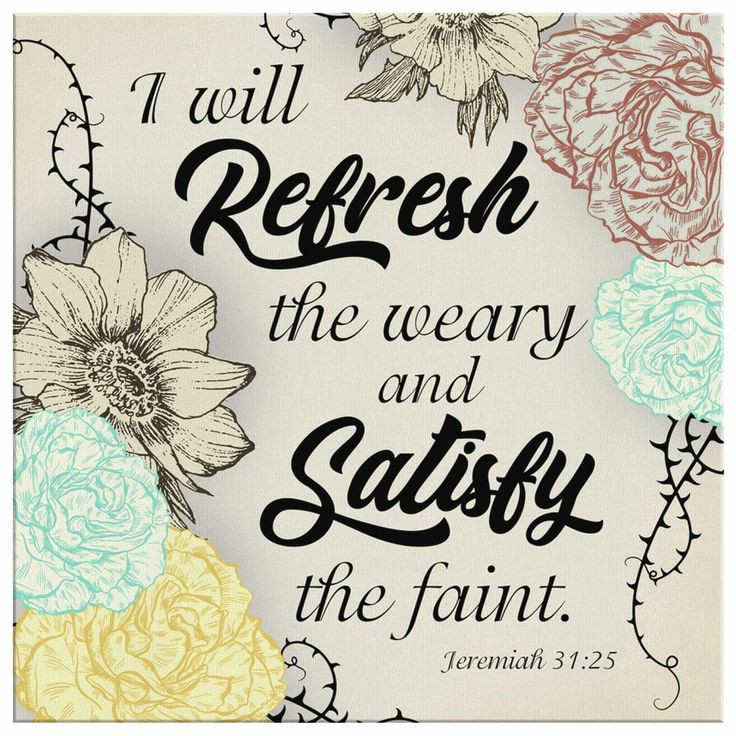 I will
Refresh
the weary
and
Satisfy
the faint.
Jeremiah 31:25